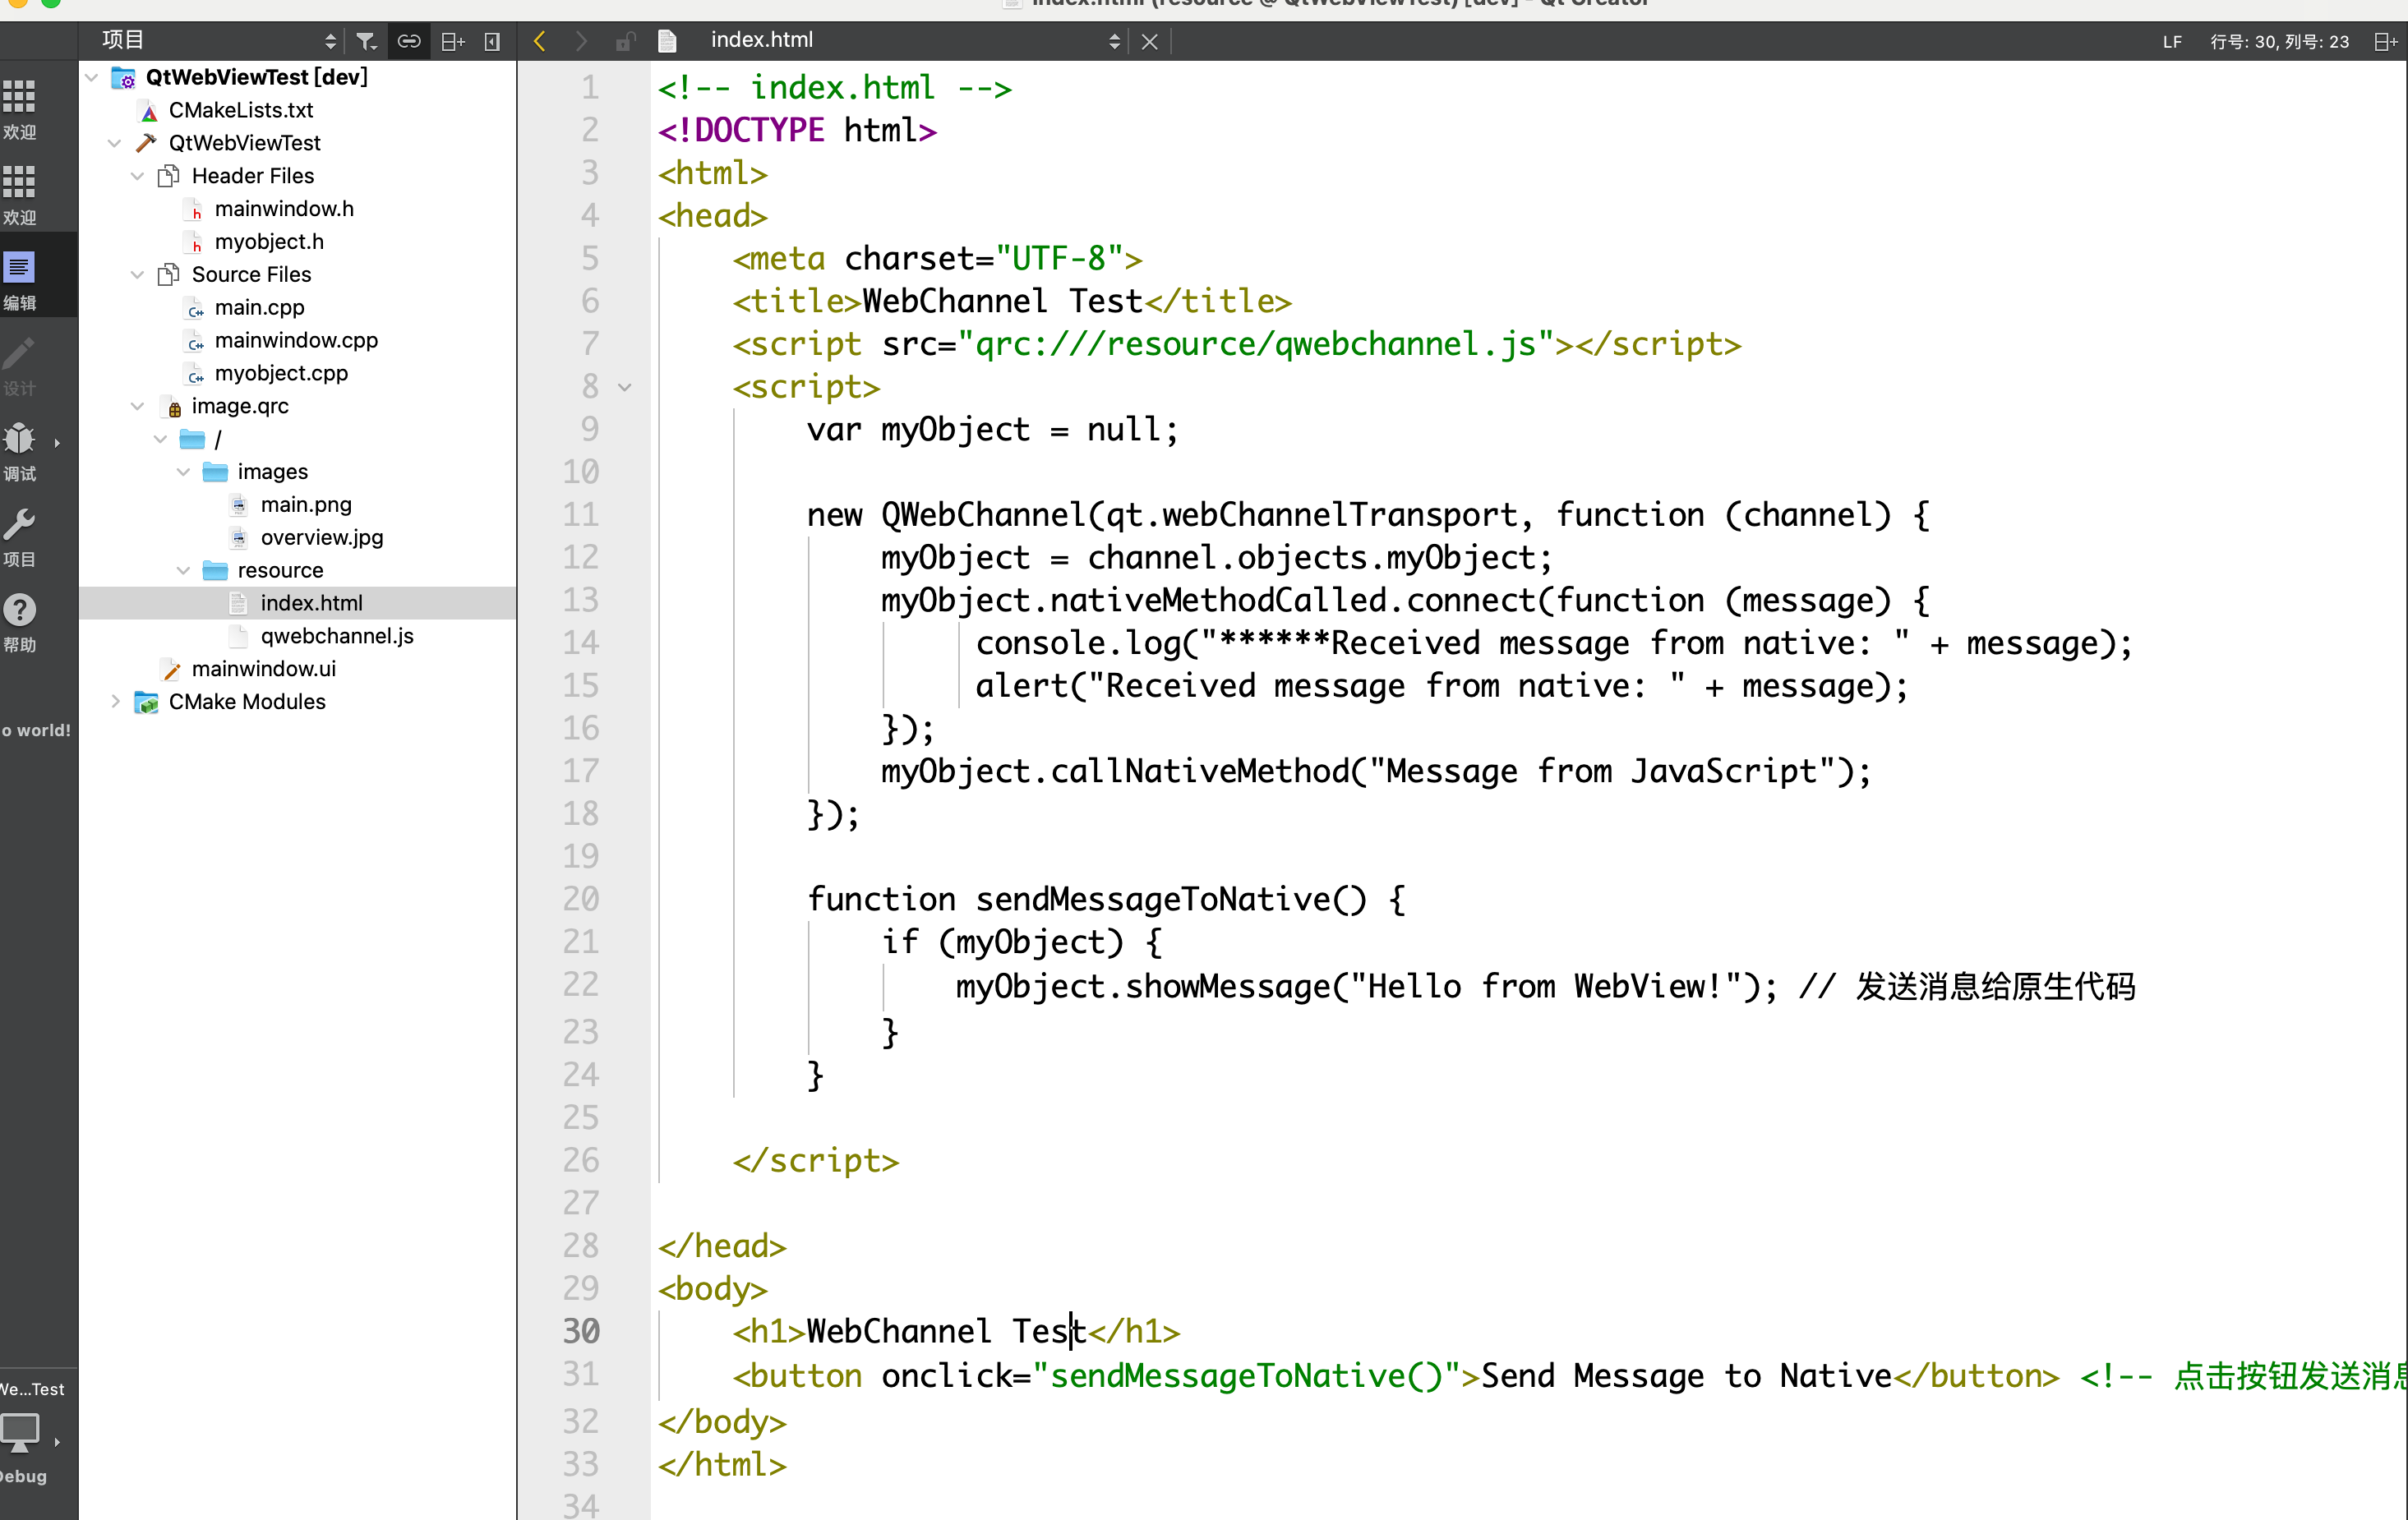 index.html (resource @ QtWebViewTest) [dev] - Qt Creator
项目
index.html
LF
行号: 30, 列号: 23
欢迎
欢迎
编辑
设计
调试
项目
帮助
o world!
We...Test
Debug
QtWebViewTest [dev]
CMakeLists.txt
QtWebViewTest
Header Files
mainwindow.h
myobject.h
Source Files
main.cpp
mainwindow.cpp
myobject.cpp
image.qrc
/
images
main.png
overview.jpg
resource
index.html
qwebchannel.js
mainwindow.ui
CMake Modules
1 <!-- index.html -->
2 <!DOCTYPE html>
3 <html>
4 <head>
5 <meta charset="UTF-8">
6 <title>WebChannel Test</title>
7 <script src="qrc:///resource/qwebchannel.js"></script>
8 <script>
9 var myObject = null;
10
11 new QWebChannel(qt.webChannelTransport, function (channel) {
12 myObject = channel.objects.myObject;
13 myObject.nativeMethodCalled.connect(function (message) {
14 console.log("******Received message from native: " + message);
15 alert("Received message from native: " + message);
16 });
17 myObject.callNativeMethod("Message from JavaScript");
18 });
19
20 function sendMessageToNative() {
21 if (myObject) {
22 myObject.showMessage("Hello from WebView!"); // 发送消息给原生代码
23 }
24 }
25
26 </script>
27
28 </head>
29 <body>
30 <h1>WebChannel Test</h1>
31 <button onclick="sendMessageToNative()">Send Message to Native</button> <!-- 点击按钮发送消息
32 </body>
33 </html>
34